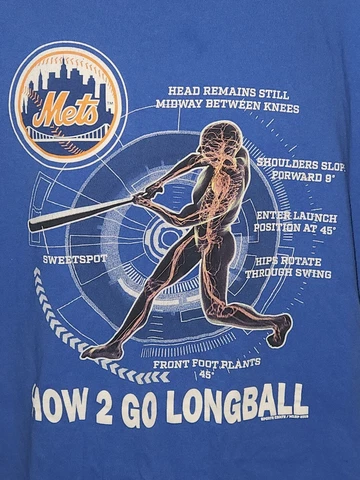 Mets
HEAD REMAINS STILL
MIDWAY BETWEEN KNEES
SHOULDERS SLOP
FORWARD 9°
ENTER LAUNCH
POSITION AT 45°
SWEETSPOT
HIPS ROTATE
THROUGH SWING
FRONT FOOT PLANTS
45°
HOW 2 GO LONGBALL